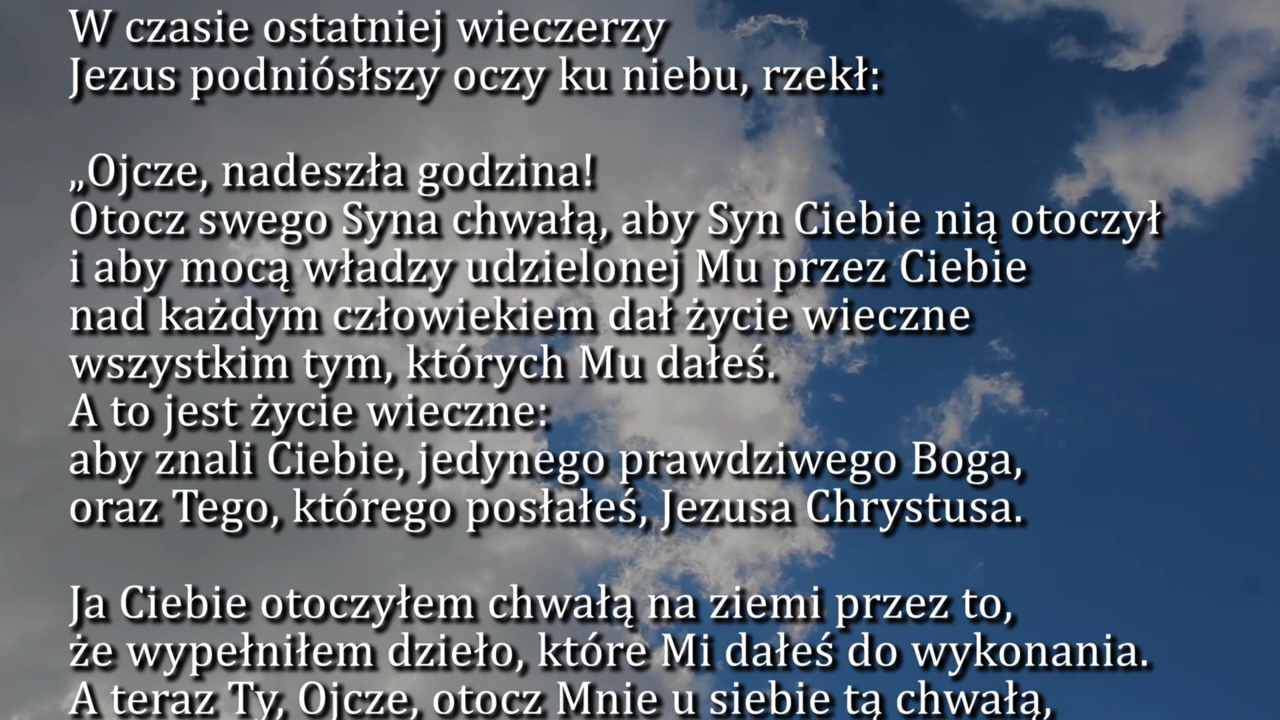 W czasie ostatniej wieczerzy
Jezus podniósłszy oczy ku niebu, rzekł:
„Ojcze, nadeszła godzina!
Otocz swego Syna chwałą, aby Syn Ciebie nią otoczył
i aby mocą władzy udzielonej Mu przez Ciebie
nad każdym człowiekiem dał życie wieczne
wszystkim tym, których Mu dałeś.
A to jest życie wieczne:
aby znali Ciebie, jedynego prawdziwego Boga,
oraz Tego, którego posłałeś, Jezusa Chrystusa.
Ja Ciebie otoczyłem chwałą na ziemi przez to,
że wypełniłem dzieło, które Mi dałeś do wykonania.
A teraz Ty, Ojcze, otocz Mnie u siebie tą chwałą,